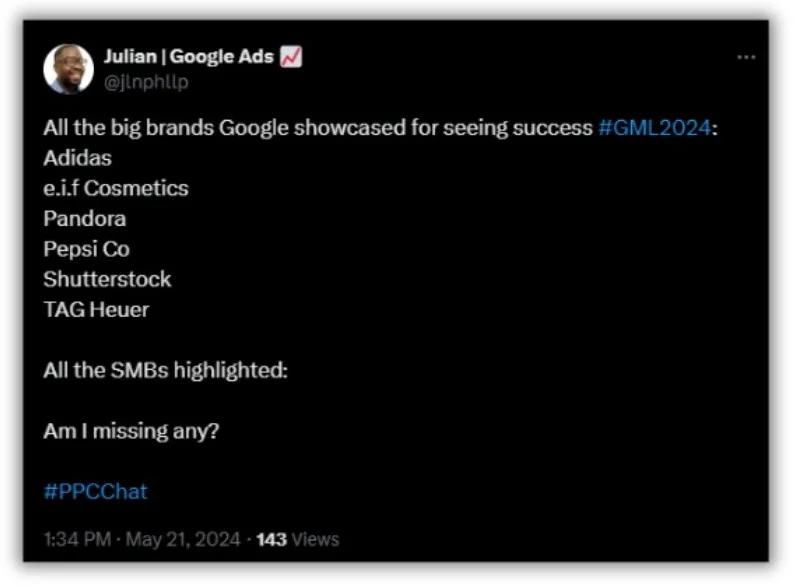 Julian | Google Ads 📈
@jlnphllp
All the big brands Google showcased for seeing success #GML2024:
Adidas
e.i.f Cosmetics
Pandora
Pepsi Co
Shutterstock
TAG Heuer
All the SMBs highlighted:
Am I missing any?
#PPCChat
1:34 PM · May 21, 2024 · 143 Views